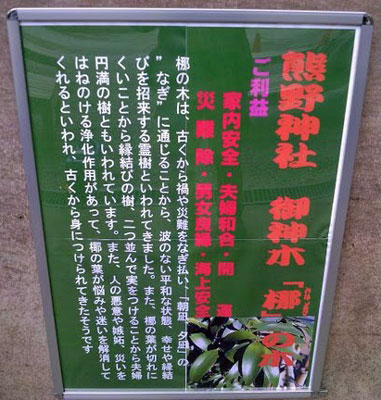 熊野神社 御神木「梛」の木
ご利益
家内安全・夫婦和合・開運
災難除・男女良縁・海上安全
梛の木は、古くから禍や災難をなぎ払い、「朝凪 夕凪」の
”なぎ”に通じることから、波のない平和な状態、幸せや縁結
びを招来する霊樹といわれてきました。また、梛の葉が切れに
くいことから縁結びの樹、二つ並んで実をつけることから夫婦
円満の樹ともいわれています。また、人の悪意や嫉妬、災いを
はねのける浄化作用があって、梛の葉が悩みや迷いを解消して
くれるといわれ、古くから身につけられてきたそうです